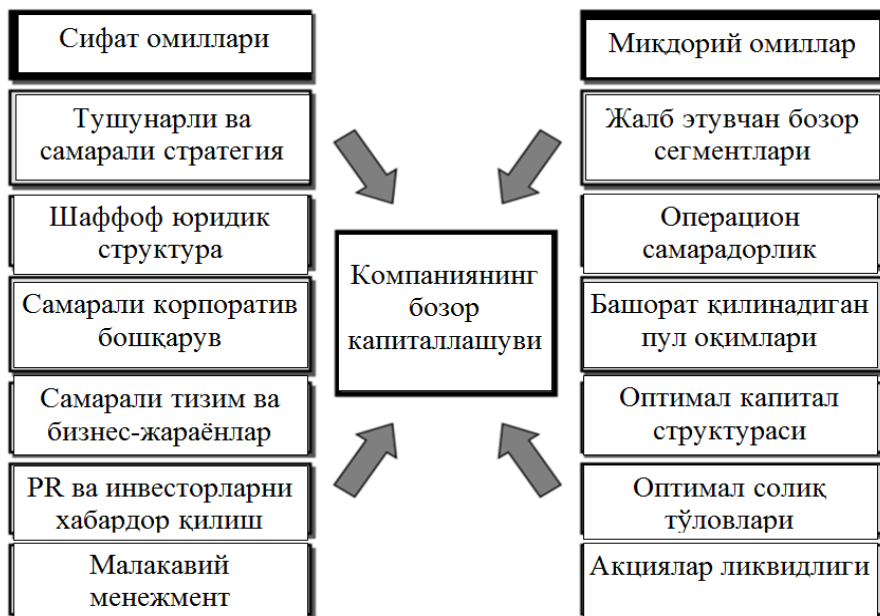 Сифат омиллари
Тушунарли ва
самарали стратегия
Шаффоф юридик
структура
Самарали корпоратив
бошқарув
Самарали тизим ва
бизнес-жараёнлар
PR ва инвесторларни
хабардор қилиш
Малакавий
менежмент
Компаниянинг
бозор
капиталлашуви
Миқдорий омиллар
Жалб этувчан бозор
сегментлари
Операцион
самарадорлик
Башорат қилинадиган
пул оқимлари
Оптимал капитал
структураси
Оптимал солиқ
тўловлари
Акциялар ликвидлиги